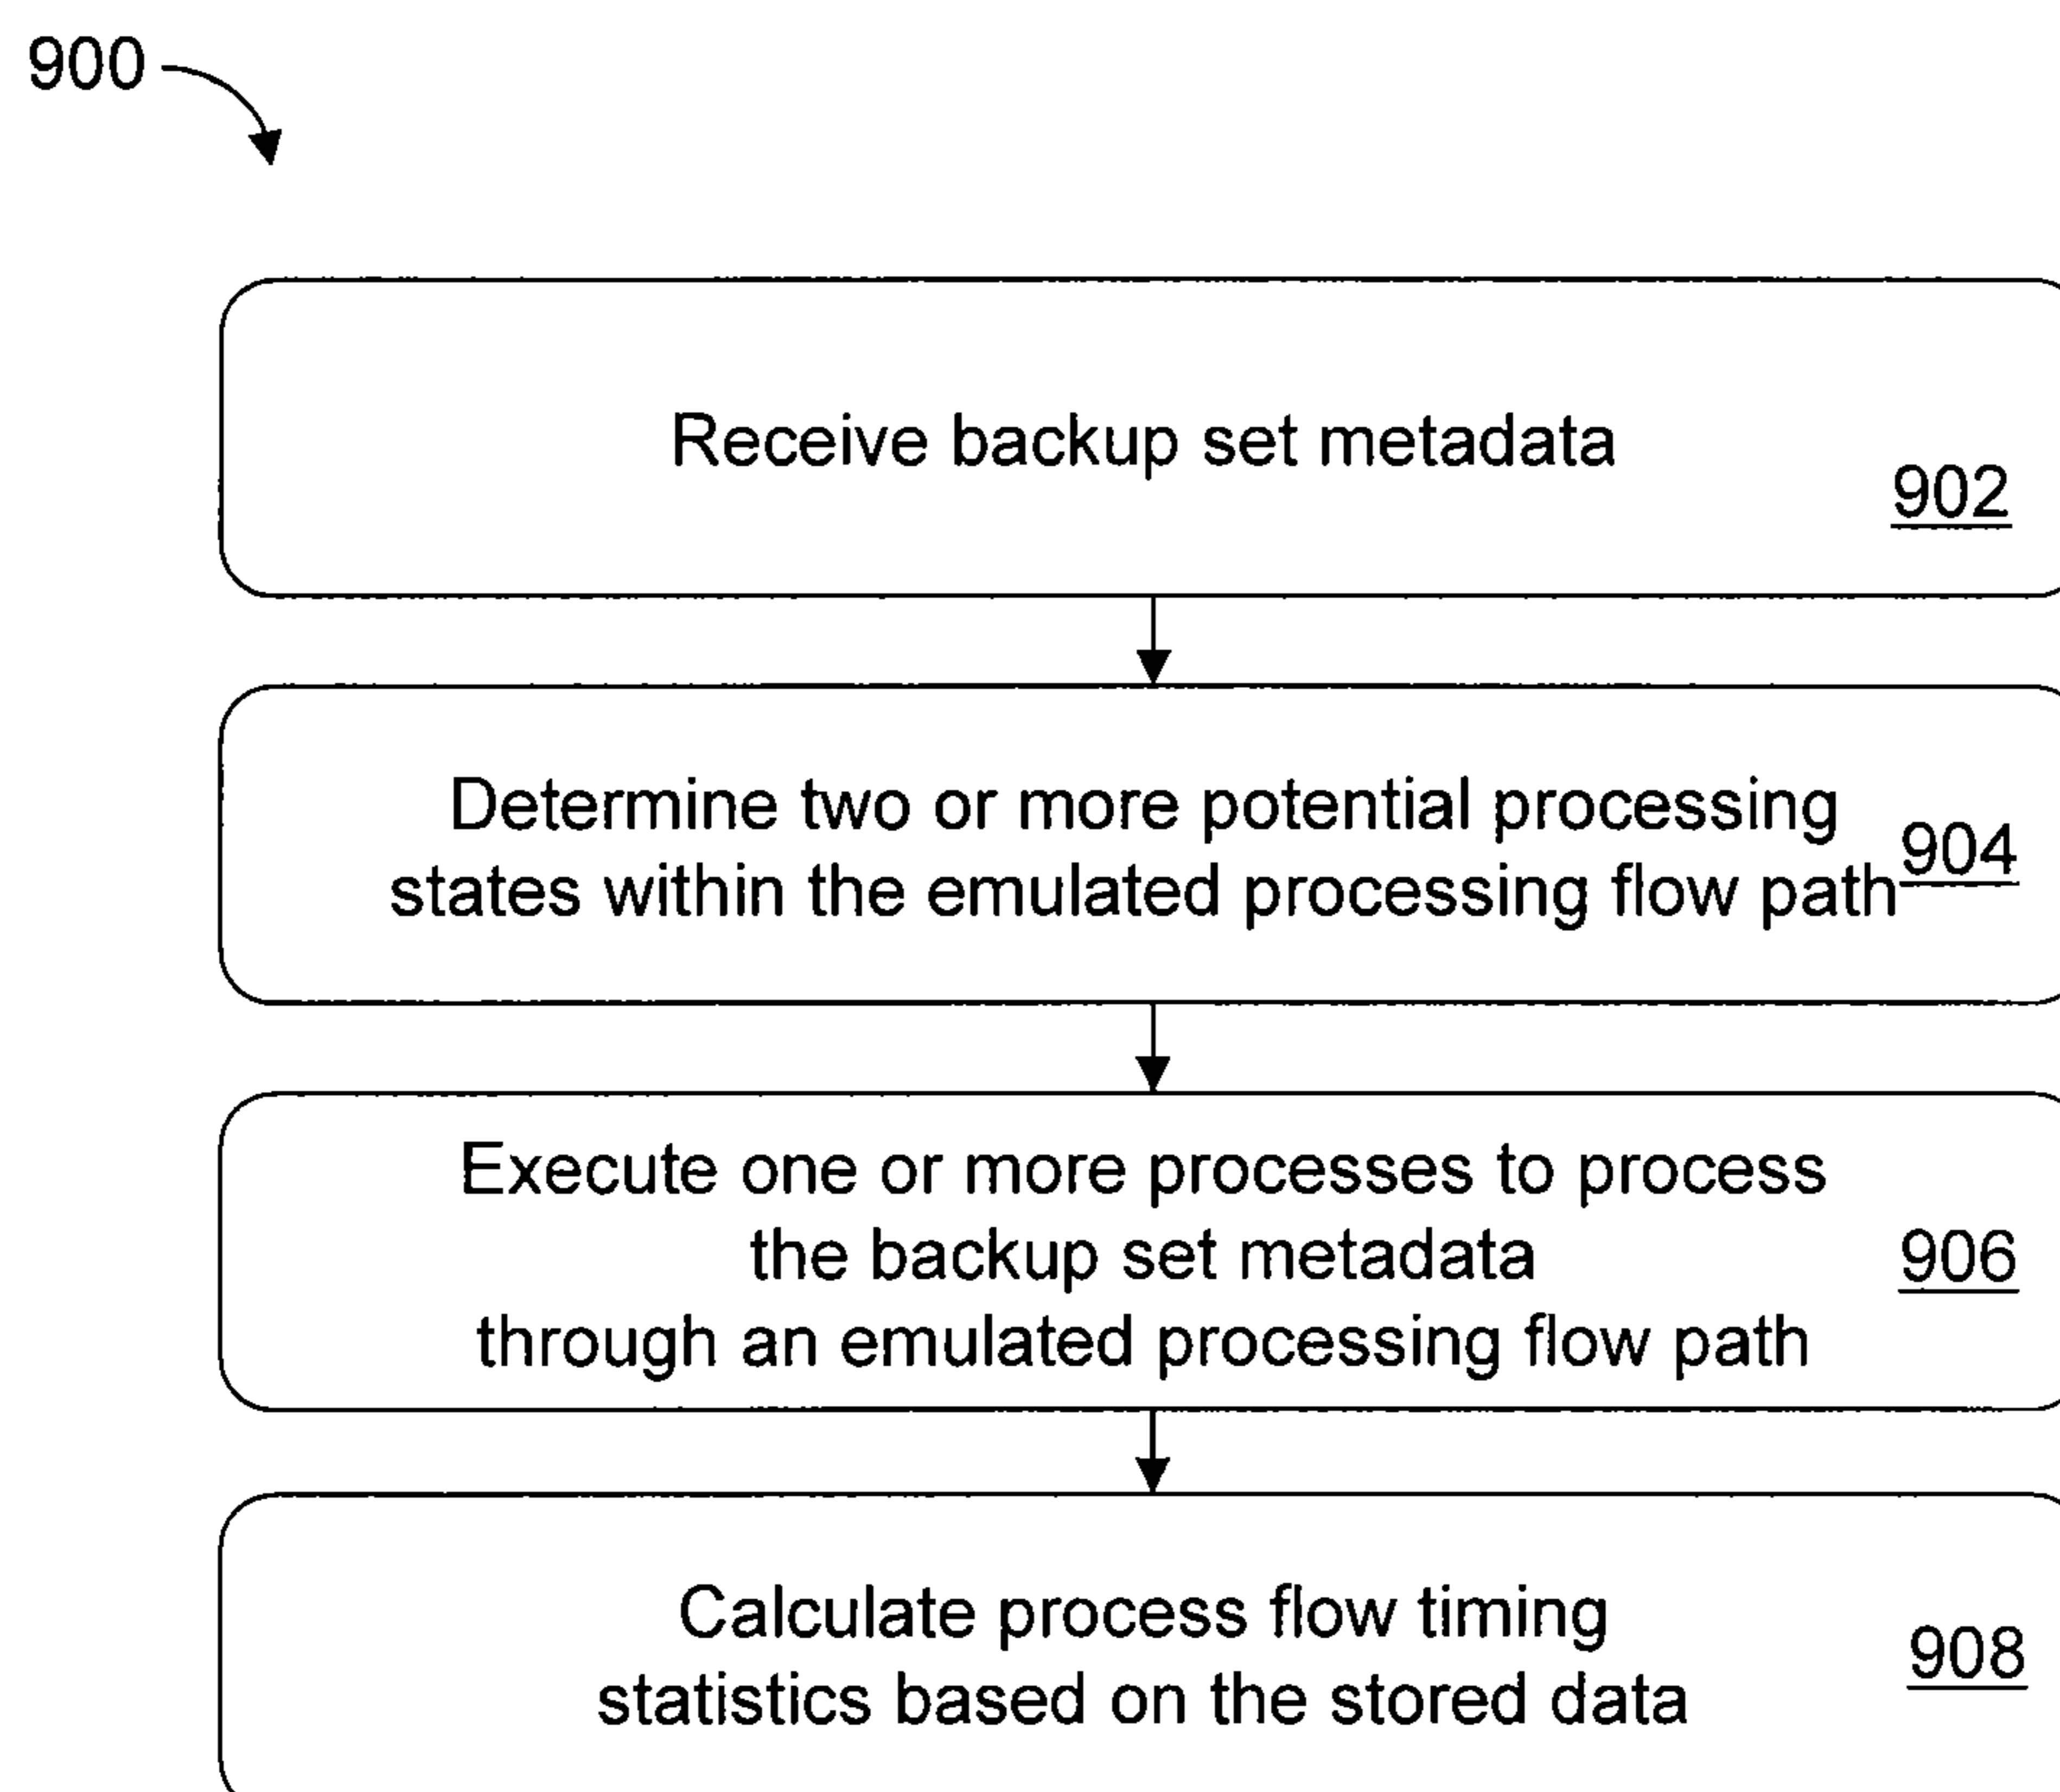 900
Receive backup set metadata
902
Determine two or more potential processing
states within the emulated processing flow path
904
Execute one or more processes to process
the backup set metadata
through an emulated processing flow path
906
Calculate process flow timing
statistics based on the stored data
908